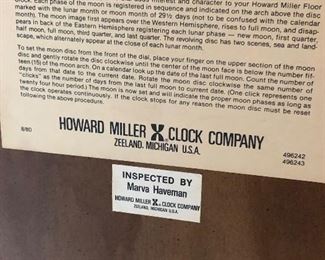 clock. Each phase of the moon is registered in sequence and character to your Howard Miller Floor
marked with the lunar month or moon month of 29½ days (not to be confused with the calendar
month). At first the moon appears over the Western Hemisphere, rises to full moon, and disap-
pears in back of the Eastern Hemisphere registering each lunar phase — new moon, first quarter,
half moon, full moon, third quarter, and last quarter. The revolving disc has two scenes, sea and land-
scape, which alternately appear at the close of each lunar month.
To set the moon disc from the front of the dial, place your finger on the upper section of the moon
disc and gently rotate the disc clockwise until the center of the moon face is below the number fif-
teen (15) of the moon arc. On a calendar look up the date of the last full moon. Count the number of
days from that date to the current date. Rotate the moon disc clockwise the same number of
"clicks" as the number of days from the last full moon to the current date. (One click represents one
twenty four hour period.) The moon is now set and will indicate the proper moon phases as long as
the clock operates continuously. If the clock stops for any reason the moon disc must be reset
following the above procedure.
HOWARD MILLER CLOCK COMPANY
ZEELAND, MICHIGAN U.S.A.
8/80
496242
496243
INSPECTED BY
Marva Haveman
HOWARD MILLER CLOCK COMPANY
ZEELAND, MICHIGAN U.S.A.